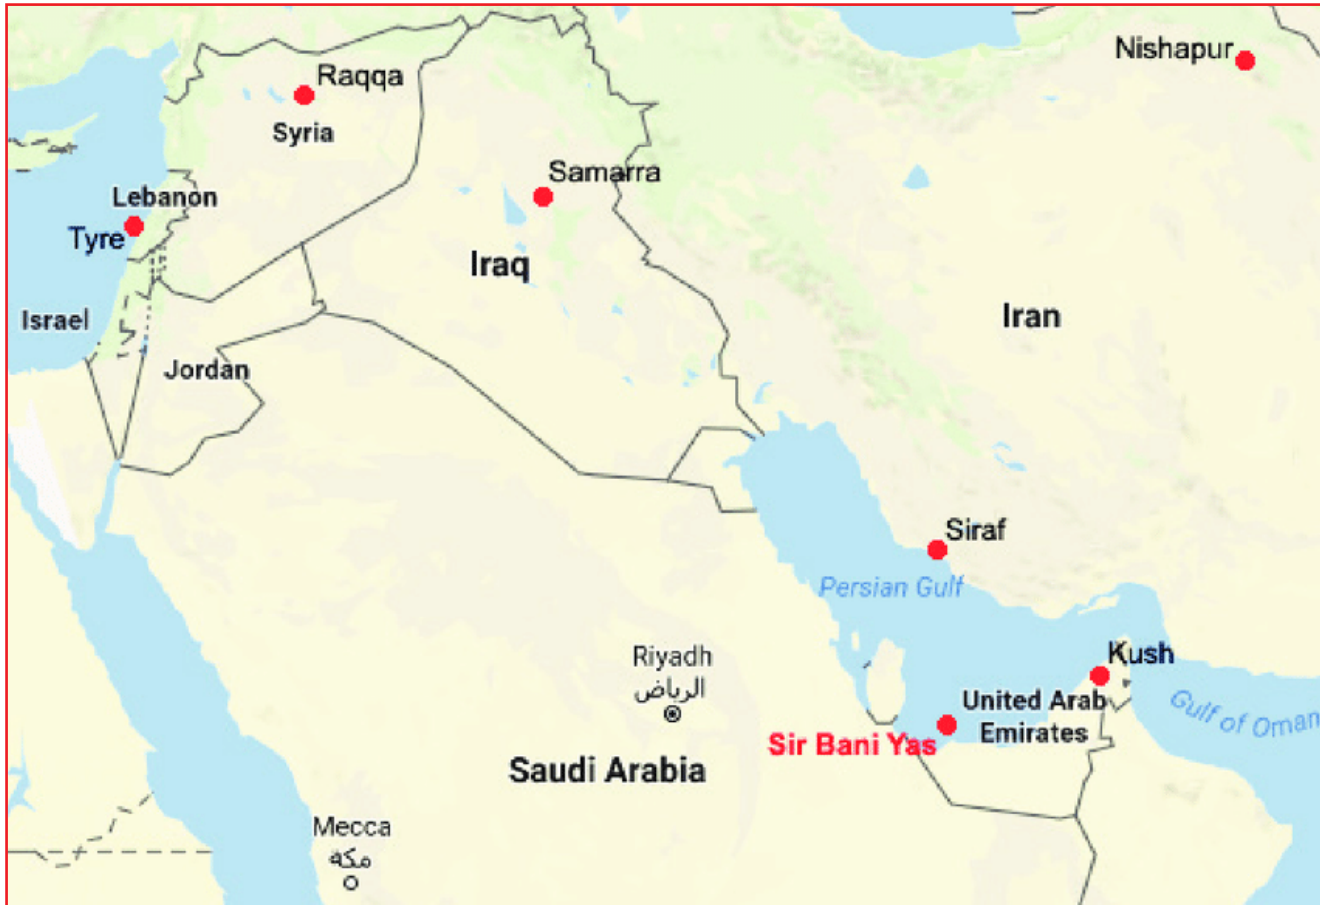 Nishapur
Raqqa
Syria
Samarra
Lebanon
Tyre
Iraq
Israel
Iran
Jordan
Siraf
Persian Gulf
Kush
Riyadh
الرياض
United Arab
Emirates
Gulf of Oman
Sir Bani Yas
Saudi Arabia
Mecca
مكة